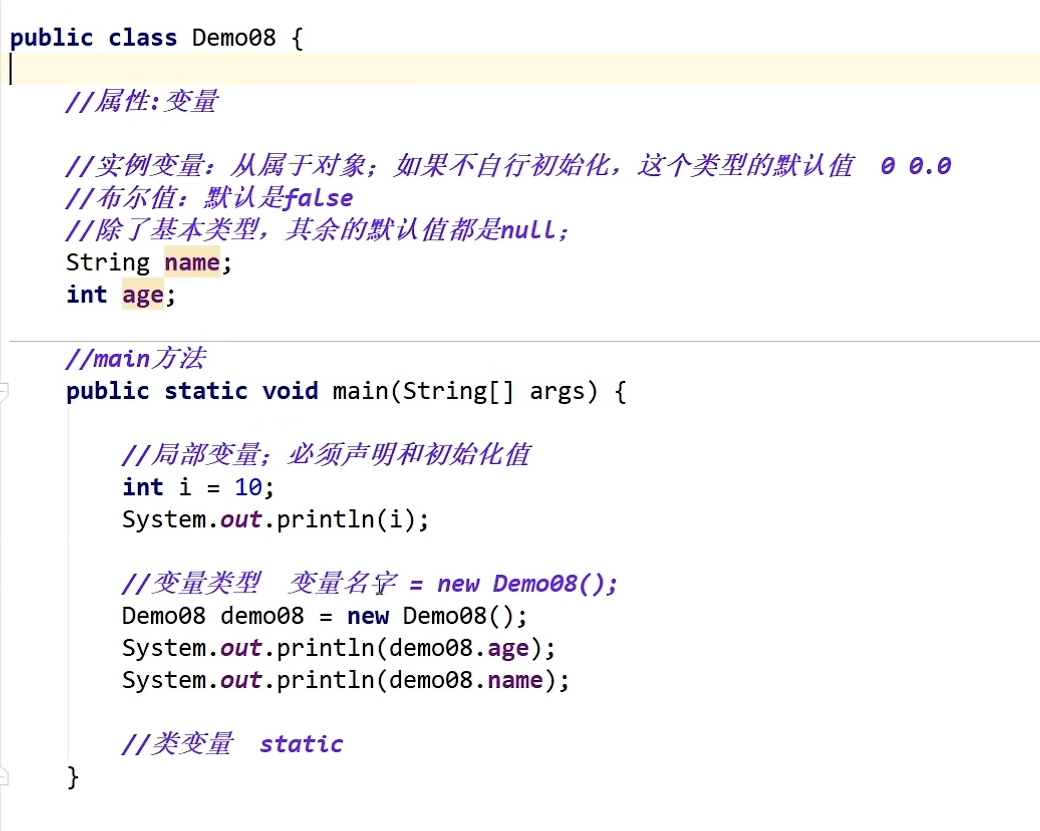 public class Demo08 {
//属性:变量
//实例变量：从属于对象；如果不自行初始化，这个类型的默认值 0 0.0
//布尔值：默认是false
//除了基本类型，其余的默认值都是null;
String name;
int age;
//main方法
public static void main(String[] args) {
//局部变量；必须声明和初始化值
int i = 10;
System.out.println(i);
//变量类型 变量名字 = new Demo08();
Demo08 demo08 = new Demo08();
System.out.println(demo08.age);
System.out.println(demo08.name);
//类变量 static
}